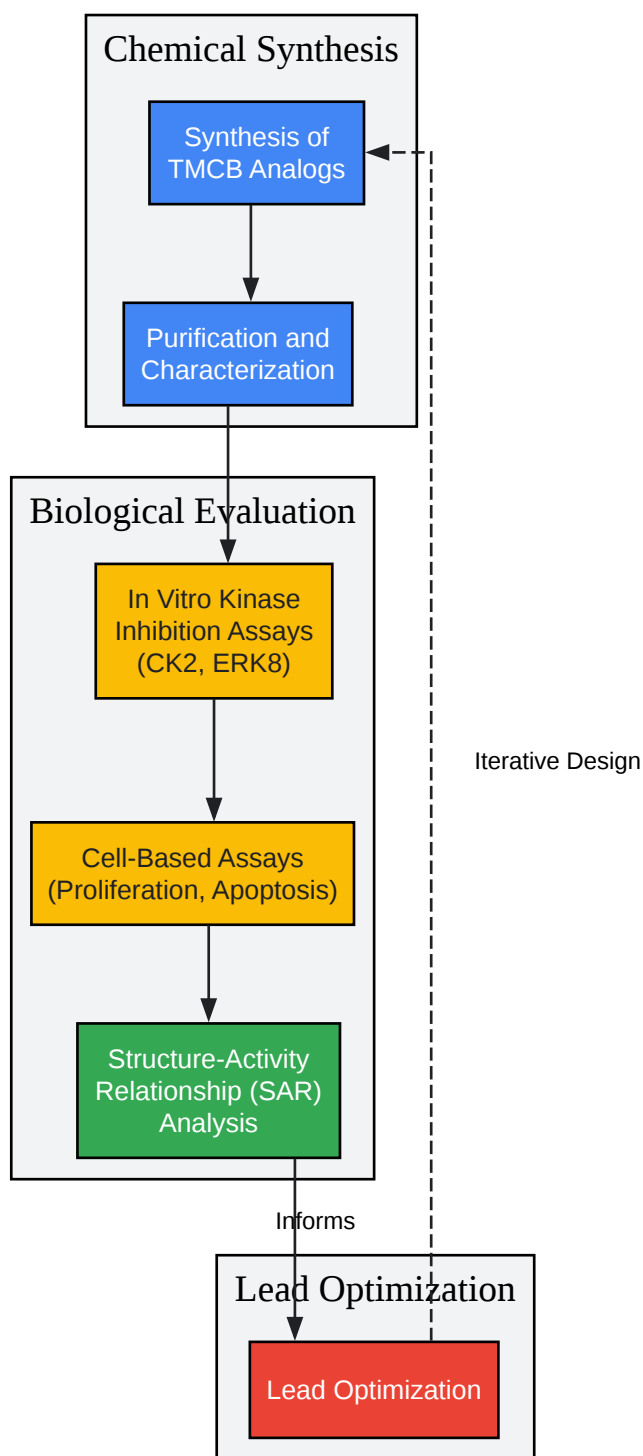 Chemical Synthesis
Synthesis of
TMCB Analogs
Purification and
Characterization
Biological Evaluation
In Vitro Kinase
Inhibition Assays
(CK2, ERK8)
Iterative Design
Cell-Based Assays
(Proliferation, Apoptosis)
Structure-Activity
Relationship (SAR)
Analysis
Informs
Lead Optimization
Lead Optimization